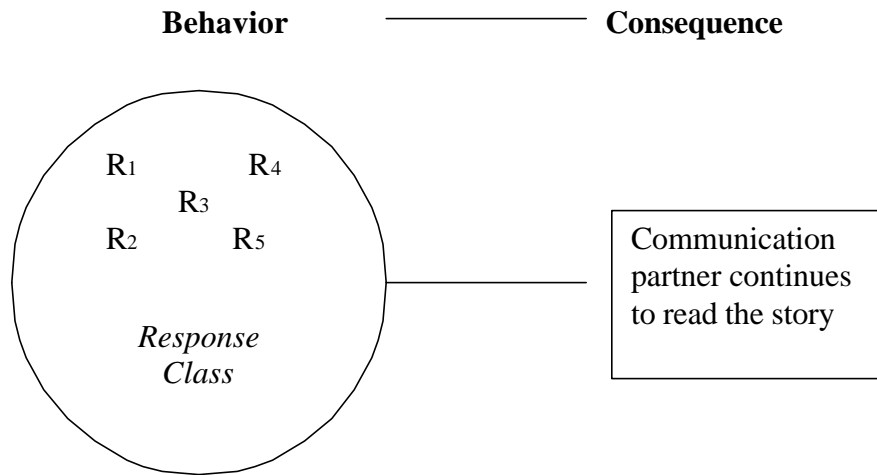 Behavior Consequence
R1 R4
R3
R2 R5
Response
Class
Communication
partner continues
to read the story